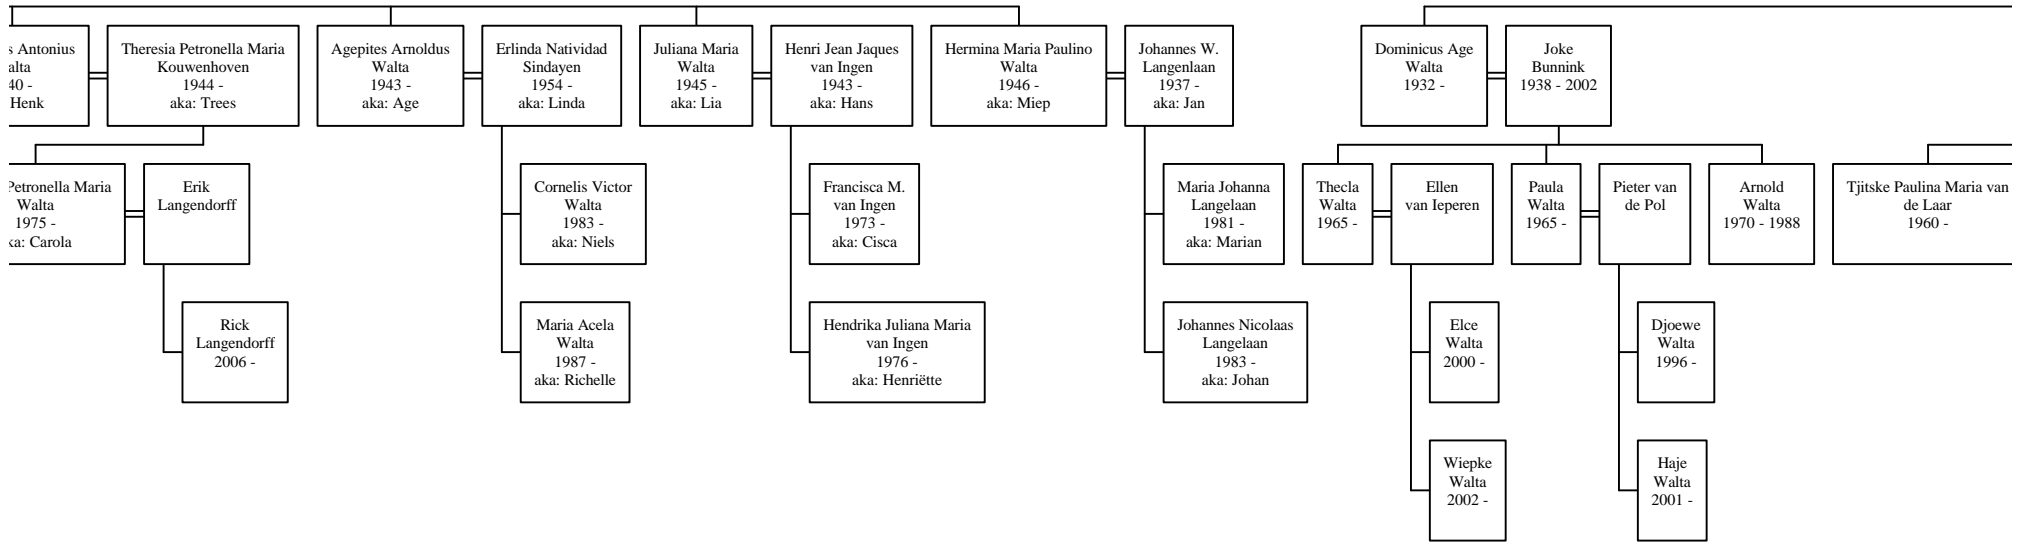 s Antonius
alta
40 -
Henk
Theresia Petronella Maria
Kouwenhoven
1944 -
aka: Trees
Agepites Arnoldus
Walta
1943 -
aka: Age
Erlinda Natividad
Sindayen
1954 -
aka: Linda
Juliana Maria
Walta
1945 -
aka: Lia
Henri Jean Jaques
van Ingen
1943 -
aka: Hans
Hermina Maria Paulino
Walta
1946 -
aka: Miep
Johannes W.
Langenlaan
1937 -
aka: Jan
Dominicus Age
Walta
1932 -
Joke
Bunnink
1938 - 2002
Petronella Maria
Walta
1975 -
ka: Carola
Erik
Langendorff
Cornelis Victor
Walta
1983 -
aka: Niels
Francisca M.
van Ingen
1973 -
aka: Cisca
Maria Johanna
Langelaan
1981 -
aka: Marian
Thecla
Walta
1965 -
Ellen
van Ieperen
Paula
Walta
1965 -
Pieter van
de Pol
Arnold
Walta
1970 - 1988
Tjitske Paulina Maria van
de Laar
1960 -
Rick
Langendorff
2006 -
Maria Acela
Walta
1987 -
aka: Richelle
Hendrika Juliana Maria
van Ingen
1976 -
aka: Henriëtte
Johannes Nicolaas
Langelaan
1983 -
aka: Johan
Elce
Walta
2000 -
Djoewe
Walta
1996 -
Wiepke
Walta
2002 -
Haje
Walta
2001 -